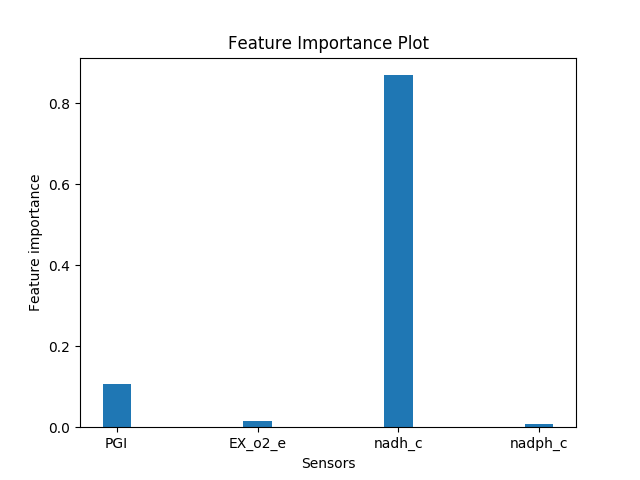 Feature Importance Plot
Feature importance
0.8
0.6
0.4
0.2
0.0
PGI EX_o2_e nadh_c nadph_c
Sensors